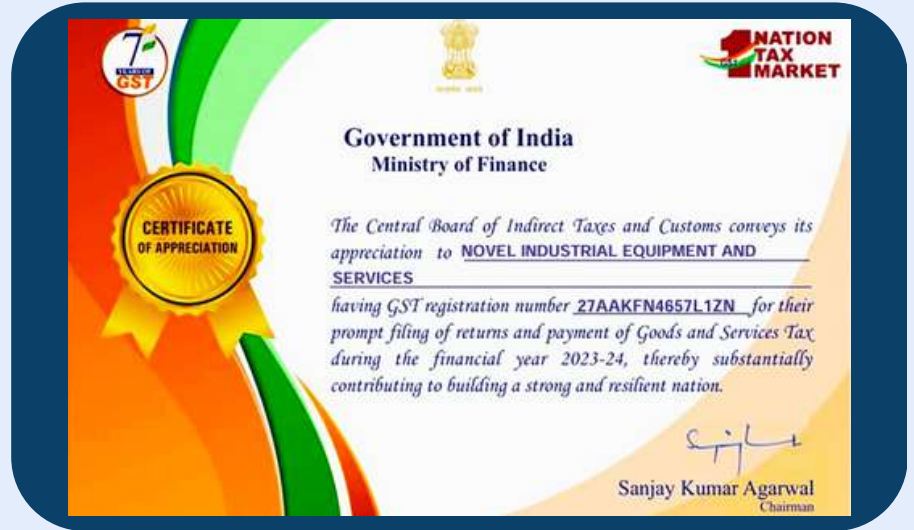 7
YEARS OF
GST
1 NATION
TAX
MARKET
GST
Government of India
Ministry of Finance
CERTIFICATE
OF APPRECIATION
The Central Board of Indirect Taxes and Customs conveys its
appreciation to NOVEL INDUSTRIAL EQUIPMENT AND
SERVICES
having GST registration number 27AAKFN4657L1ZN for their
prompt filing of returns and payment of Goods and Services Tax
during the financial year 2023-24, thereby substantially
contributing to building a strong and resilient nation.
Sanjay Kumar Agarwal
Chairman